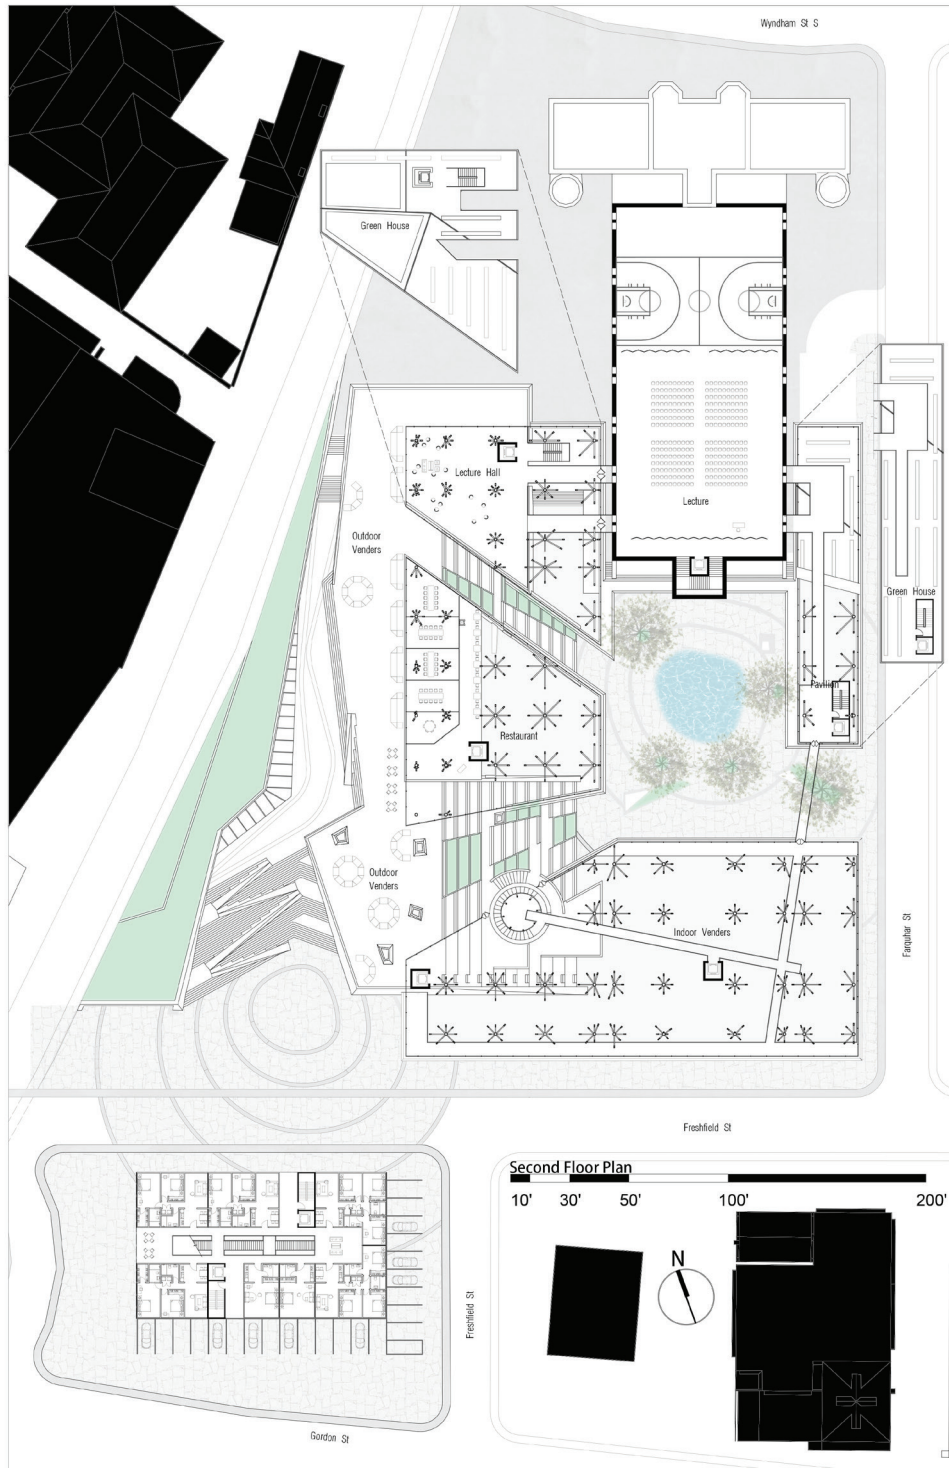 Wyndham St S
Green House
Lecture Hall
Lecture
Outdoor
Venders
Green House
Pavilion
Restaurant
Outdoor
Venders
Indoor Venders
Farquhar St
Freshfield St
Second Floor Plan
10' 30' 50' 100' 200'
N
Freshfield St
Gordon St